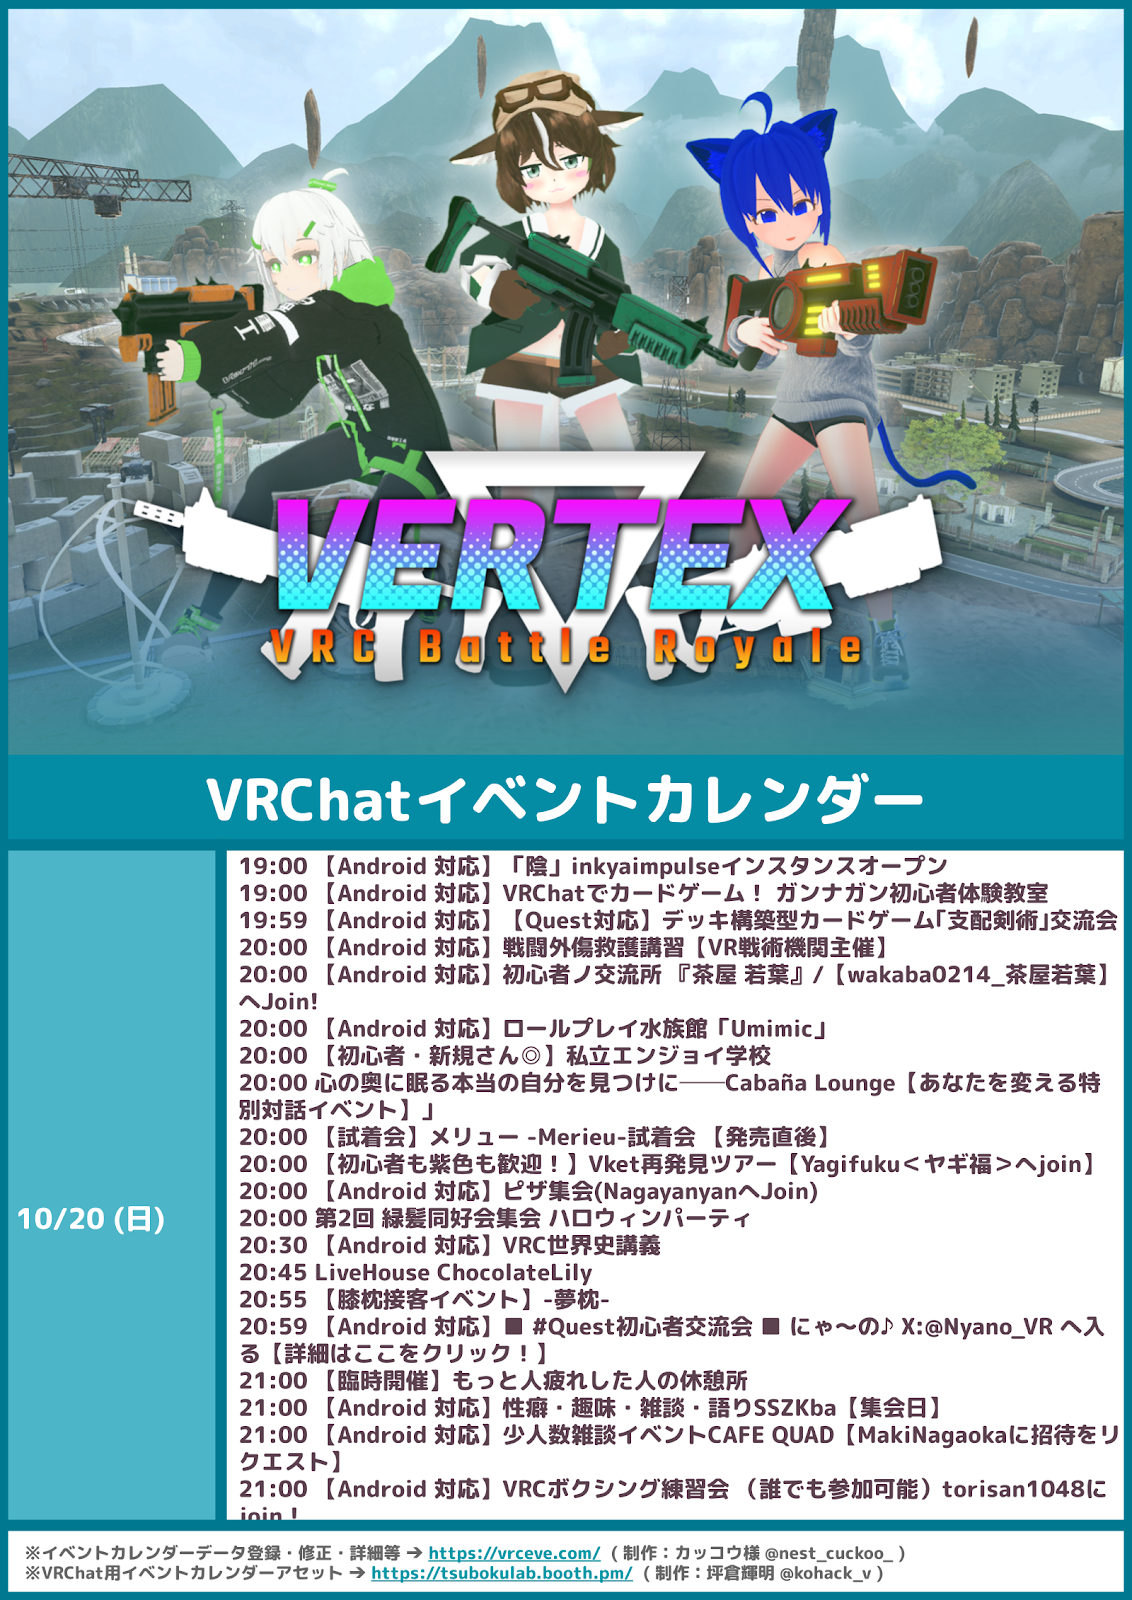 VERTEX
VRC Battle Royale
VRChatイベントカレンダー
10/20 (日)
19:00 【Android 対応】「陰」inkyaimpulseインスタンスオープン
19:00 【Android 対応】VRChatでカードゲーム！ ガンナガン初心者体験教室
19:59 【Android 対応】【Quest対応】デッキ構築型カードゲーム「支配剣術」交流会
20:00 【Android 対応】戦闘外傷救護講習【VR戦術機関主催】
20:00 【Android 対応】初心者ノ交流所 『茶屋 若葉』/【wakaba0214_茶屋若葉】
へJoin!
20:00 【Android 対応】ロールプレイ水族館「Umimic」
20:00 【初心者・新規さん◎】私立エンジョイ学校
20:00 心の奥に眠る本当の自分を見つけに──Cabaña Lounge【あなたを変える特
別対話イベント】」
20:00 【試着会】メリュー -Merieu-試着会 【発売直後】
20:00 【初心者も紫色も歓迎！】Vket再発見ツアー【Yagifuku＜ヤギ福＞へjoin】
20:00 【Android 対応】ピザ集会(NagayanyanへJoin)
20:00 第2回 緑髪同好会集会 ハロウィンパーティ
20:30 【Android 対応】VRC世界史講義
20:45 LiveHouse ChocolateLily
20:55 【膝枕接客イベント】-夢枕-
20:59 【Android 対応】■ #Quest初心者交流会 ■ にゃ～の♪ X:@Nyano_VR へ入
る【詳細はここをクリック！】
21:00 【臨時開催】もっと人疲れした人の休憩所
21:00 【Android 対応】性癖・趣味・雑談・語りSSZKba【集会日】
21:00 【Android 対応】少人数雑談イベントCAFE QUAD【MakiNagaokaに招待をリ
クエスト】
21:00 【Android 対応】VRCボクシング練習会 （誰でも参加可能）torisan1048に
join！
※イベントカレンダーデータ登録・修正・詳細等 ➔ https://vrceve.com/ ( 制作：カッコウ様 @nest_cuckoo_ )
※VRChat用イベントカレンダーアセット ➔ https://tsubokulab.booth.pm/ ( 制作：坪倉輝明 @kohack_v )